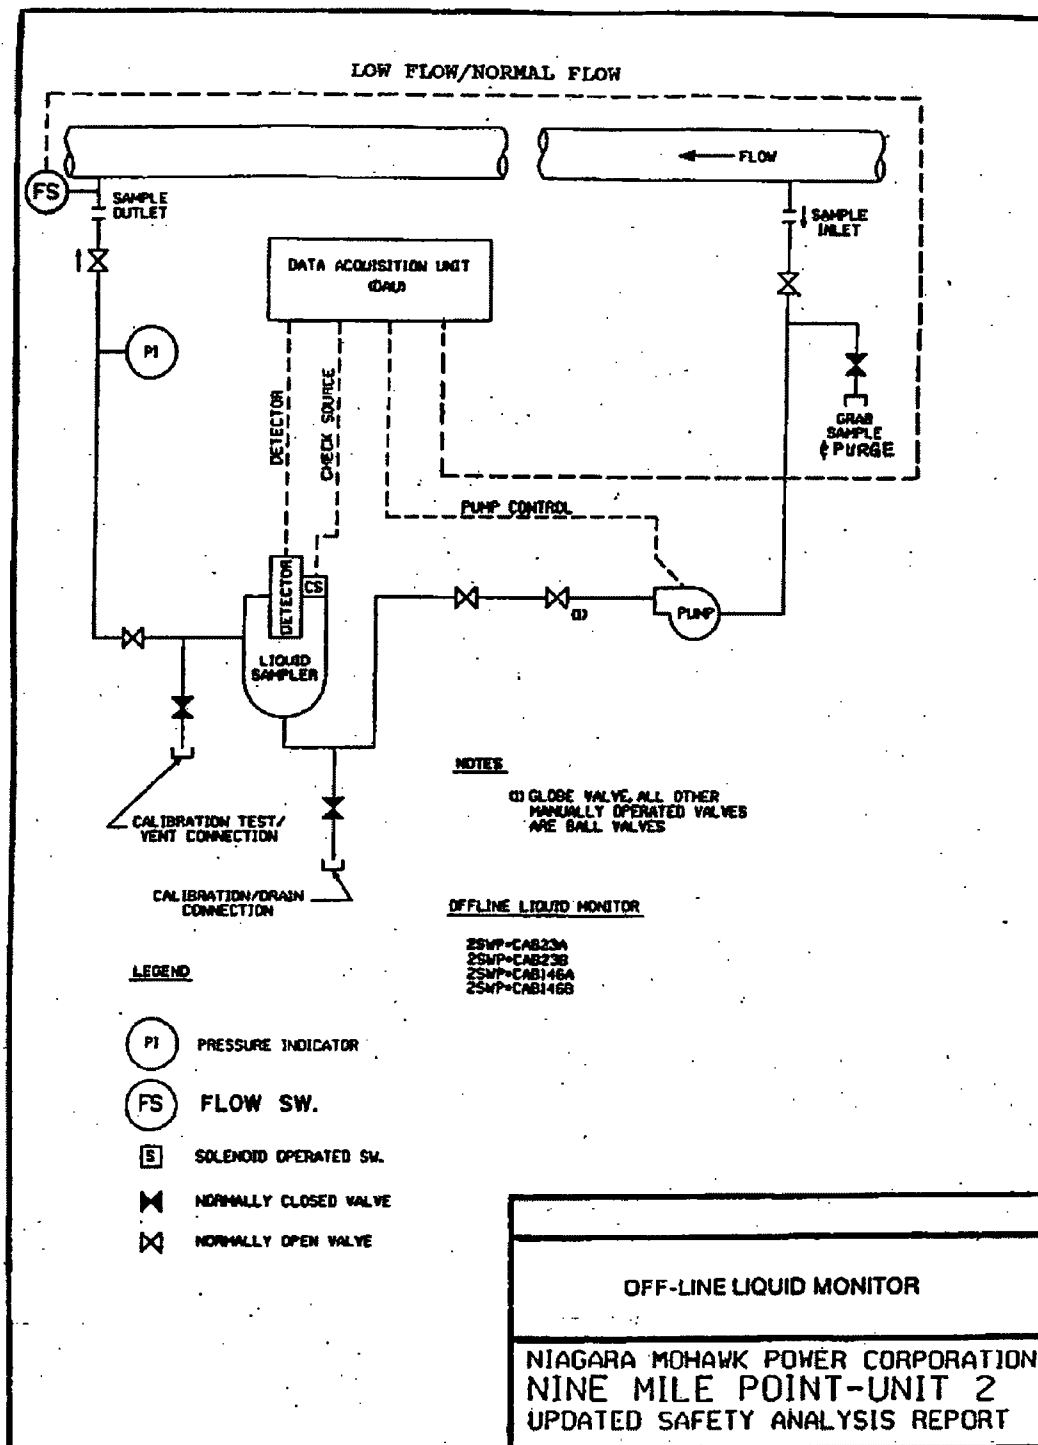 LOW FLOW/NORMAL FLOW
FLOW
FS
SAMPLE
OUTLET
SAMPLE
INLET
DATA ACQUISITION UNIT
(DAU)
PI
DETECTOR
CHECK SOURCE
GRAB
SAMPLE
& PURGE
PUMP CONTROL
DETECTOR
CS
PUMP
(1)
LIQUID
SAMPLER
NOTES
(1) GLOBE VALVE, ALL OTHER
MANUALLY OPERATED VALVES
ARE BALL VALVES
CALIBRATION TEST/
VENT CONNECTION
CALIBRATION/DRAIN
CONNECTION
OFFLINE LIQUID MONITOR
2SWP*CAB23A
2SWP*CAB23B
2SWP*CAB146A
2SWP*CAB146B
LEGEND
PI PRESSURE INDICATOR
FS FLOW SW.
S SOLENOID OPERATED SW.
NORMALLY CLOSED VALVE
NORMALLY OPEN VALVE
OFF-LINE LIQUID MONITOR
NIAGARA MOHAWK POWER CORPORATION
NINE MILE POINT-UNIT 2
UPDATED SAFETY ANALYSIS REPORT